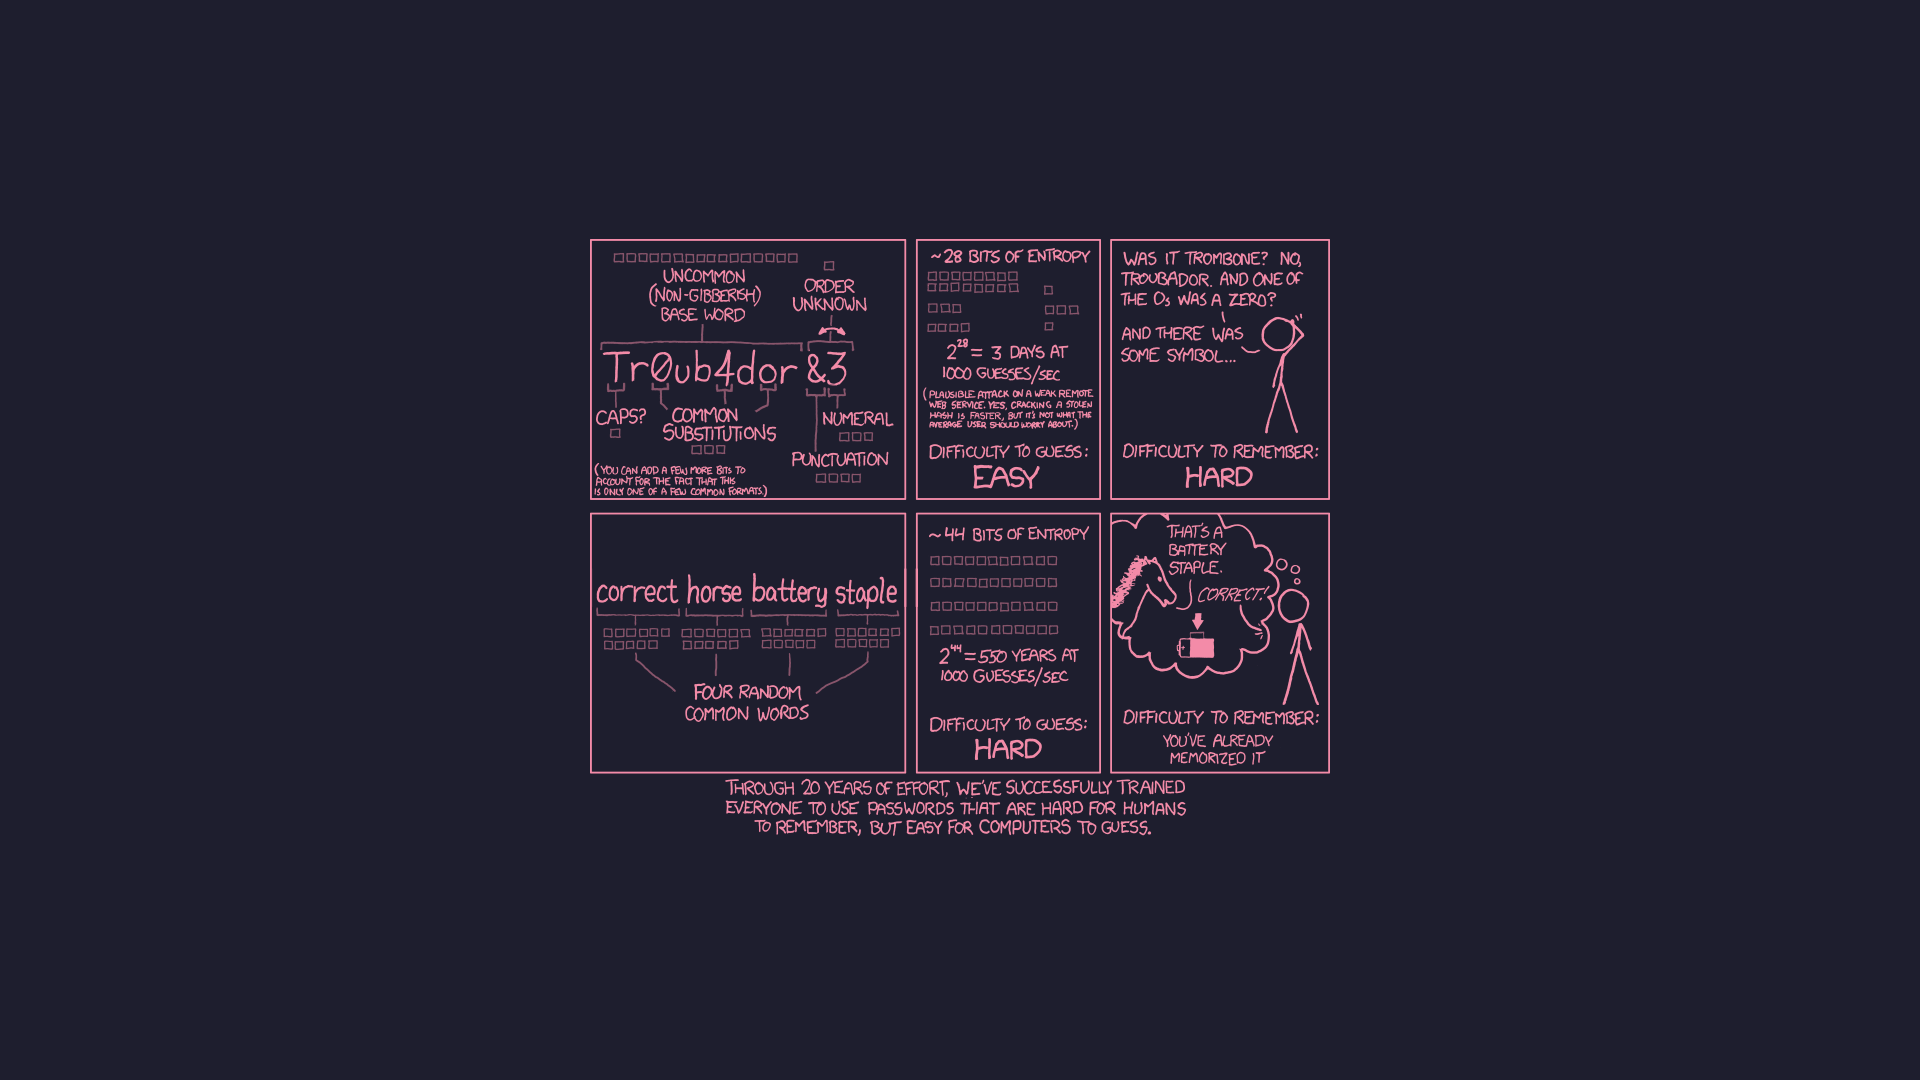 UNCOMMON
(NON-GIBBERISH)
BASE WORD
ORDER
UNKNOWN
Tr0ub4dor &3
CAPS?
COMMON
SUBSTITUTIONS
NUMERAL
PUNCTUATION
(YOU CAN ADD A FEW MORE BITS TO
ACCOUNT FOR THE FACT THAT THIS
IS ONLY ONE OF A FEW COMMON FORMATS.)
~28 BITS OF ENTROPY
2^28 = 3 DAYS AT
1000 GUESSES/SEC
(PLAUSIBLE ATTACK ON A WEAK REMOTE
WEB SERVICE. YES, CRACKING A STOLEN
HASH IS FASTER, BUT IT'S NOT WHAT THE
AVERAGE USER SHOULD WORRY ABOUT.)
DIFFICULTY TO GUESS:
EASY
WAS IT TROMBONE? NO,
TROUBADOR. AND ONE OF
THE Os WAS A ZERO?
AND THERE WAS
SOME SYMBOL...
DIFFICULTY TO REMEMBER:
HARD
correct horse battery staple
FOUR RANDOM
COMMON WORDS
~44 BITS OF ENTROPY
2^44 = 550 YEARS AT
1000 GUESSES/SEC
DIFFICULTY TO GUESS:
HARD
THAT'S A
BATTERY
STAPLE.
CORRECT!
+
DIFFICULTY TO REMEMBER:
YOU'VE ALREADY
MEMORIZED IT
THROUGH 20 YEARS OF EFFORT, WE'VE SUCCESSFULLY TRAINED
EVERYONE TO USE PASSWORDS THAT ARE HARD FOR HUMANS
TO REMEMBER, BUT EASY FOR COMPUTERS TO GUESS.